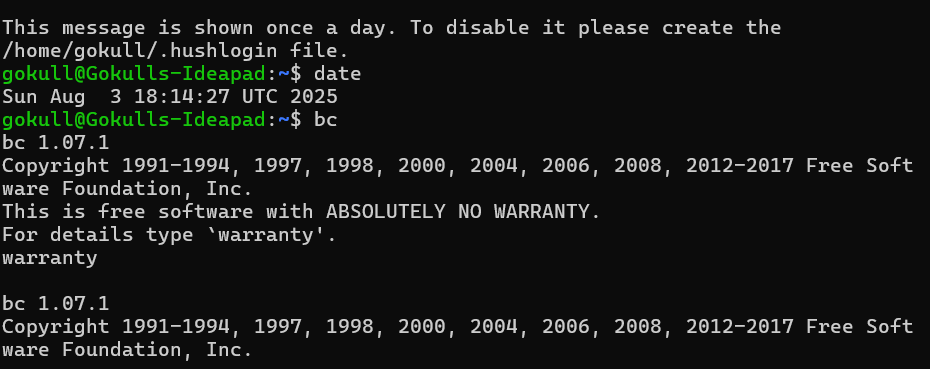 This message is shown once a day. To disable it please create the
/home/gokull/.hushlogin file.
gokull@Gokulls-Ideapad:~$ date
Sun Aug  3 18:14:27 UTC 2025
gokull@Gokulls-Ideapad:~$ bc
bc 1.07.1
Copyright 1991-1994, 1997, 1998, 2000, 2004, 2006, 2008, 2012-2017 Free Soft
ware Foundation, Inc.
This is free software with ABSOLUTELY NO WARRANTY.
For details type `warranty'.
warranty

bc 1.07.1
Copyright 1991-1994, 1997, 1998, 2000, 2004, 2006, 2008, 2012-2017 Free Soft
ware Foundation, Inc.